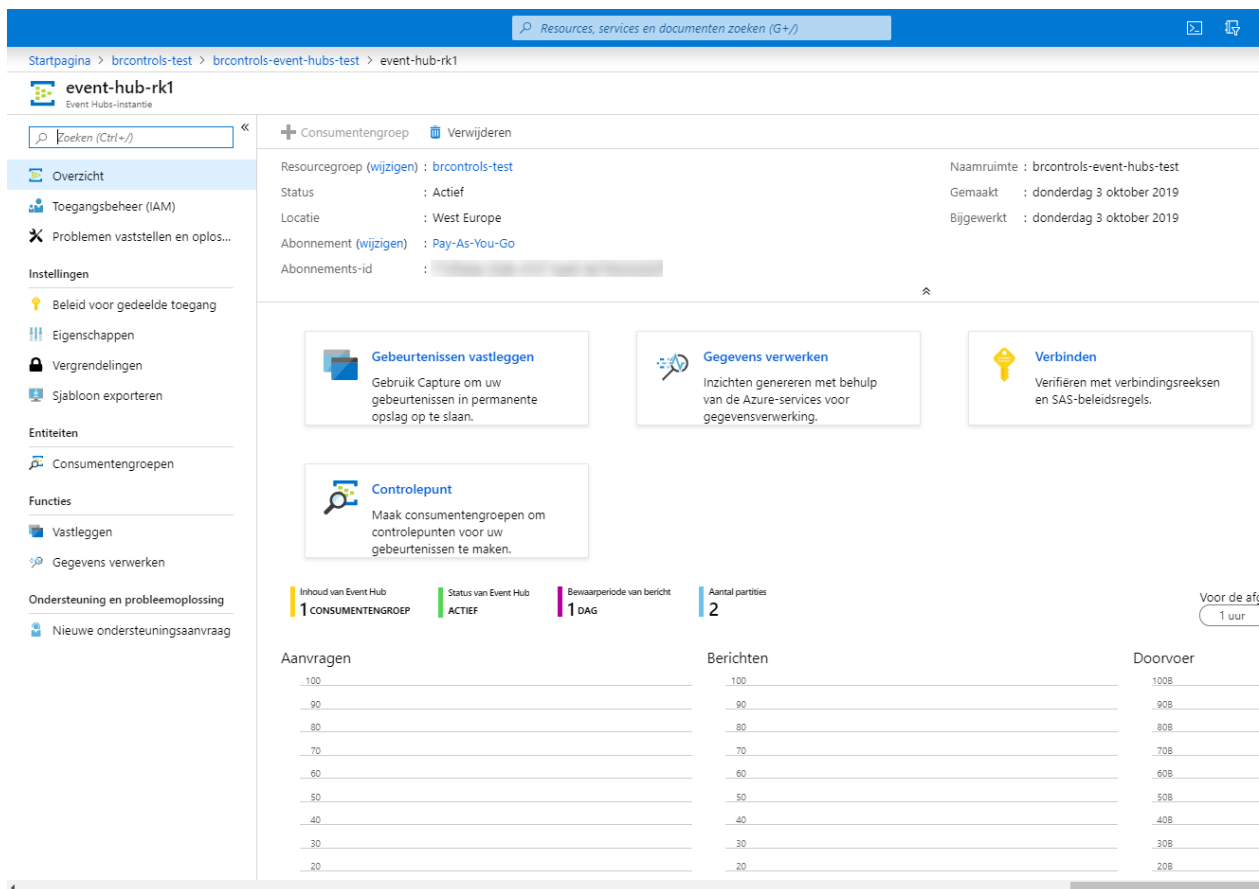 Resources, services en documenten zoeken (G+/)
Startpagina > brcontrols-test > brcontrols-event-hubs-test > event-hub-rk1
event-hub-rk1
Event Hubs-instantie
Zoeken (Ctrl+/)
«
Overzicht
Toegangsbeheer (IAM)
Problemen vaststellen en oplos...
Instellingen
Beleid voor gedeelde toegang
Eigenschappen
Vergrendelingen
Sjabloon exporteren
Entiteiten
Consumentengroepen
Functies
Vastleggen
Gegevens verwerken
Ondersteuning en probleemoplossing
Nieuwe ondersteuningsaanvraag
Consumentengroep Verwijderen
Resourcegroep (wijzigen) : brcontrols-test
Status : Actief
Locatie : West Europe
Abonnement (wijzigen) : Pay-As-You-Go
Abonnements-id :
Naamruimte : brcontrols-event-hubs-test
Gemaakt : donderdag 3 oktober 2019
Bijgewerkt : donderdag 3 oktober 2019
Gebeurtenissen vastleggen
Gebruik Capture om uw
gebeurtenissen in permanente
opslag op te slaan.
Gegevens verwerken
Inzichten genereren met behulp
van de Azure-services voor
gegevensverwerking.
Verbinden
Verifiëren met verbindingsreeksen
en SAS-beleidsregels.
Controlepunt
Maak consumentengroepen om
controlepunten voor uw
gebeurtenissen te maken.
Inhoud van Event Hub
1 CONSUMENTENGROEP
Status van Event Hub
ACTIEF
Bewaarperiode van bericht
1 DAG
Aantal partities
2
Voor de afg
1 uur
Aanvragen
100
90
80
70
60
50
40
30
20
Berichten
100
90
80
70
60
50
40
30
20
Doorvoer
100B
90B
80B
70B
60B
50B
40B
30B
20B